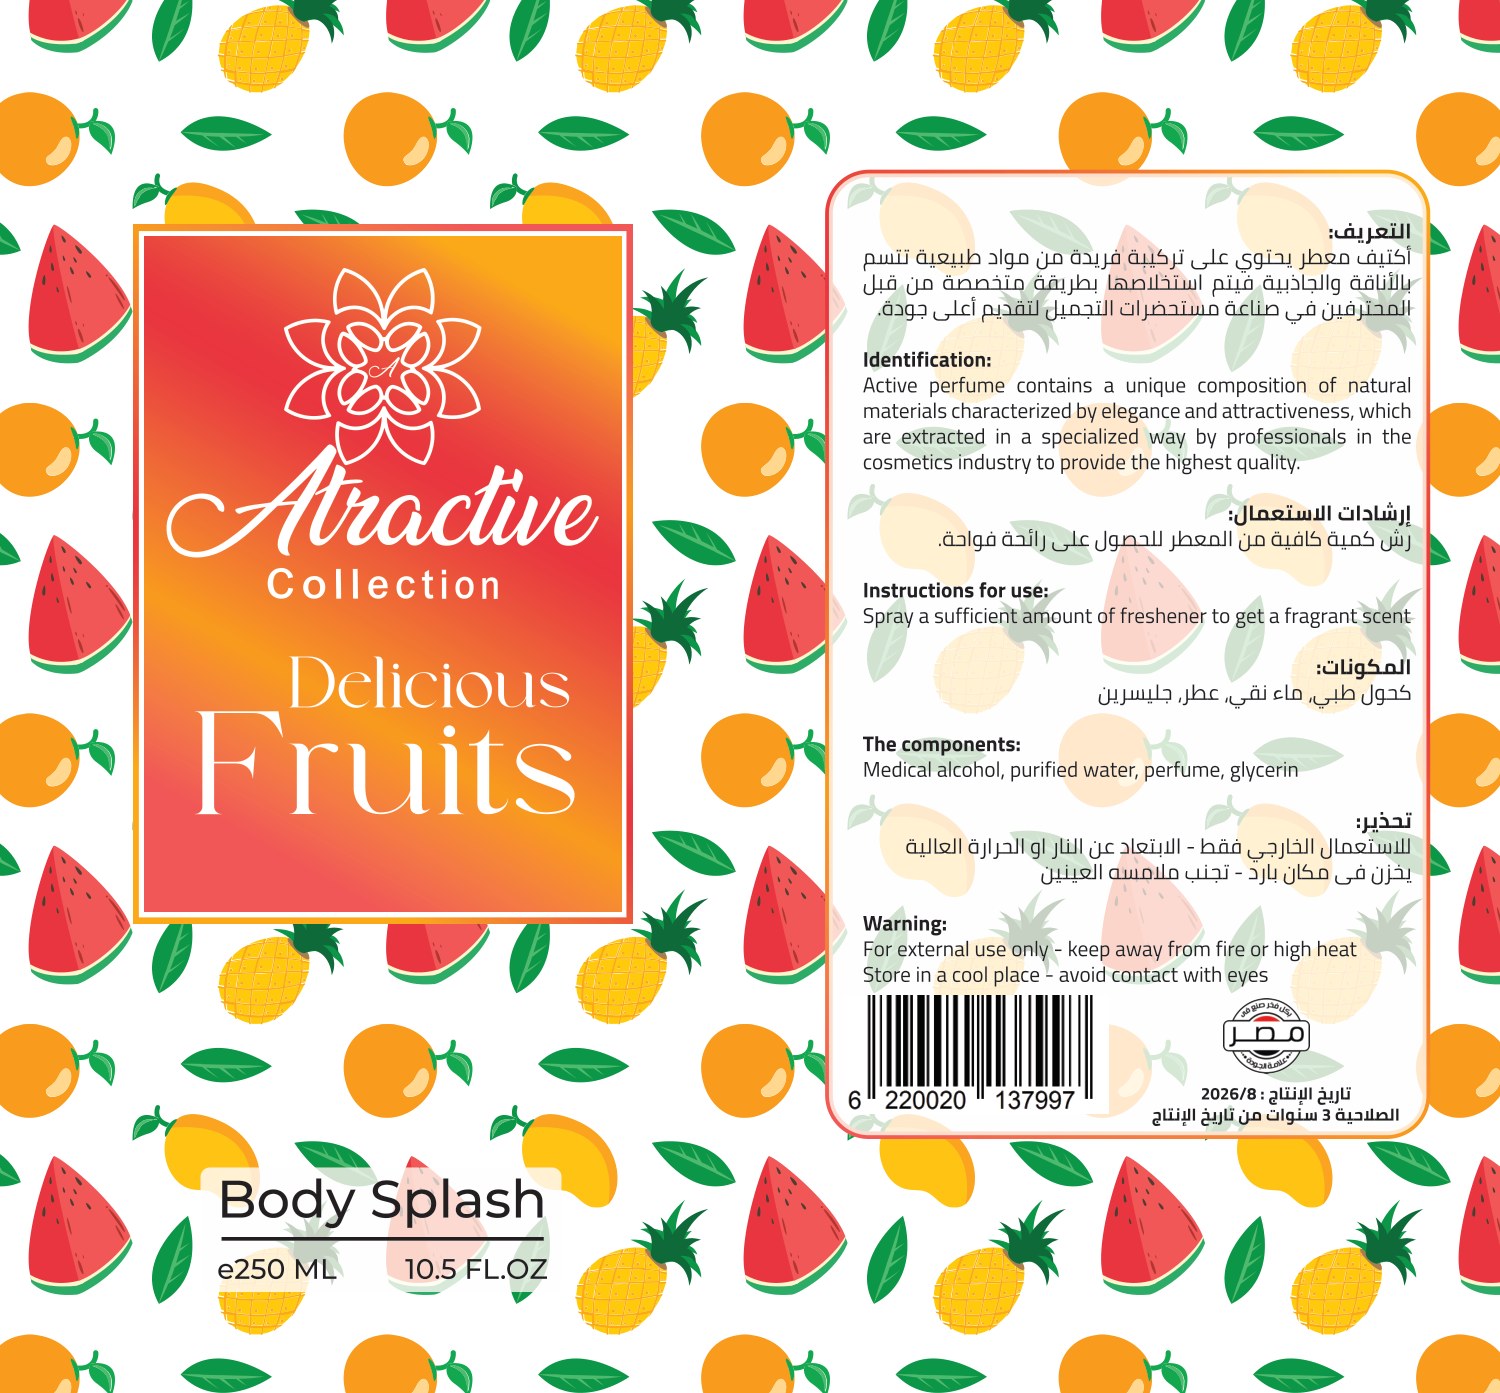 A
Atractive
Collection
Delicious
Fruits
Body Splash
e250 ML 10.5 FL.OZ
التعريف:
أكتيف معطر يحتوي على تركيبة فريدة من مواد طبيعية تتسم
بالأناقة والجاذبية فيتم استخلاصها بطريقة متخصصة من قبل
المحترفين في صناعة مستحضرات التجميل لتقديم أعلى جودة.
Identification:
Active perfume contains a unique composition of natural
materials characterized by elegance and attractiveness, which
are extracted in a specialized way by professionals in the
cosmetics industry to provide the highest quality.
إرشادات الاستعمال:
رش كمية كافية من المعطر للحصول على رائحة فواحة.
Instructions for use:
Spray a sufficient amount of freshener to get a fragrant scent
المكونات:
كحول طبي, ماء نقي, عطر, جليسرين
The components:
Medical alcohol, purified water, perfume, glycerin
تحذير:
للاستعمال الخارجي فقط - الابتعاد عن النار او الحرارة العالية
يخزن فى مكان بارد - تجنب ملامسه العينين
Warning:
For external use only - keep away from fire or high heat
Store in a cool place - avoid contact with eyes
6 220020 137997
بكل فخر صنع في
مصر
علامة الجودة
تاريخ الإنتاج : 2026/8
الصلاحية 3 سنوات من تاريخ الإنتاج